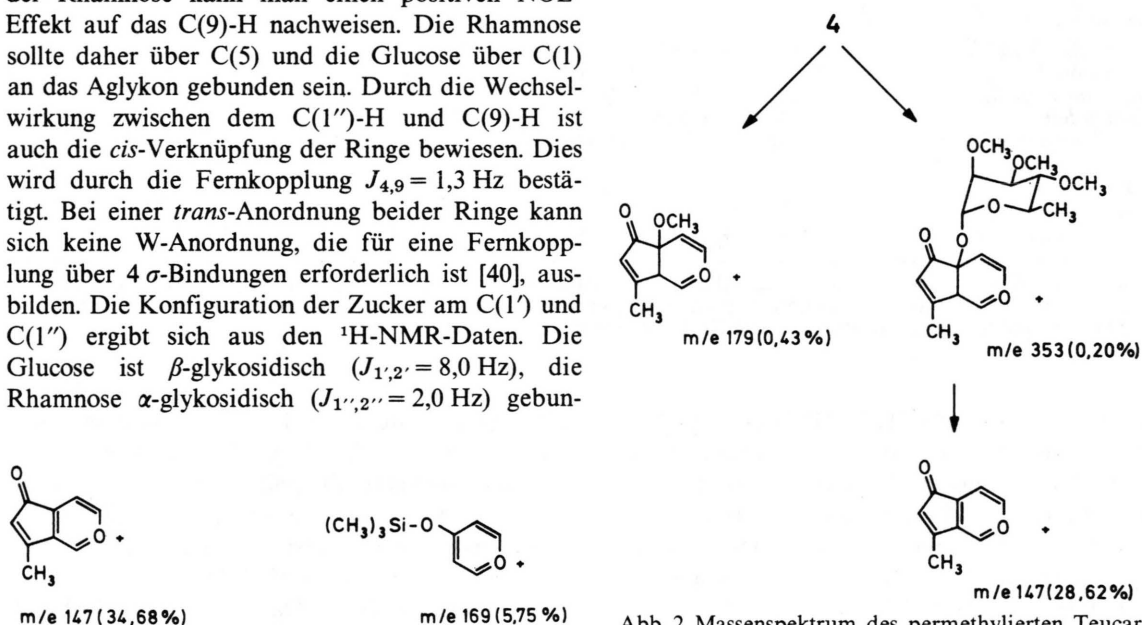 der Rhamnose kann man einen positiven NOE-
Effekt auf das C(9)-H nachweisen. Die Rhamnose
sollte daher über C(5) und die Glucose über C(1)
an das Aglykon gebunden sein. Durch die Wechsel-
wirkung zwischen dem C(1″)-H und C(9)-H ist
auch die cis-Verknüpfung der Ringe bewiesen. Dies
wird durch die Fernkopplung J4,9 = 1,3 Hz bestä-
tigt. Bei einer trans-Anordnung beider Ringe kann
sich keine W-Anordnung, die für eine Fernkopp-
lung über 4 σ-Bindungen erforderlich ist [40], aus-
bilden. Die Konfiguration der Zucker am C(1′) und
C(1″) ergibt sich aus den ¹H-NMR-Daten. Die
Glucose ist β-glykosidisch (J1′,2′ = 8,0 Hz), die
Rhamnose α-glykosidisch (J1″,2″ = 2,0 Hz) gebun-
O
O +
CH3
m/e 147 (34,68%)
(CH3)3Si-O
O +
m/e 169 (5,75 %)
4
O
OCH3
O +
CH3
m/e 179 (0,43%)
OCH3
OCH3
OCH3
O
CH3
O
O
O +
CH3
m/e 353 (0,20%)
O
O +
CH3
m/e 147 (28,62%)
Abb. 2. Massenspektrum des permethylierten Teucar-